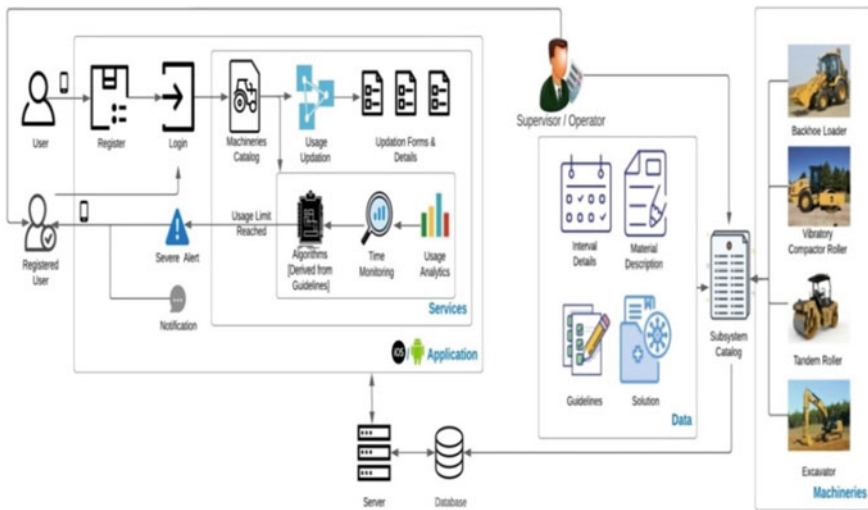 Supervisor / Operator
User
Register
Login
Machineries
Catalog
Usage
Updation
Updation Forms &
Details
Registered
User
Severe Alert
Notification
Usage Limit
Reached
Algorithms
[Derived from
Guidelines]
Time
Monitoring
Usage
Analytics
Services
iOS / Application
Server
Database
Interval
Details
Material
Description
Guidelines
Solution
Data
Subsystem
Catalog
Backhoe Loader
Vibratory
Compactor Roller
Tandem Roller
Excavator
Machineries